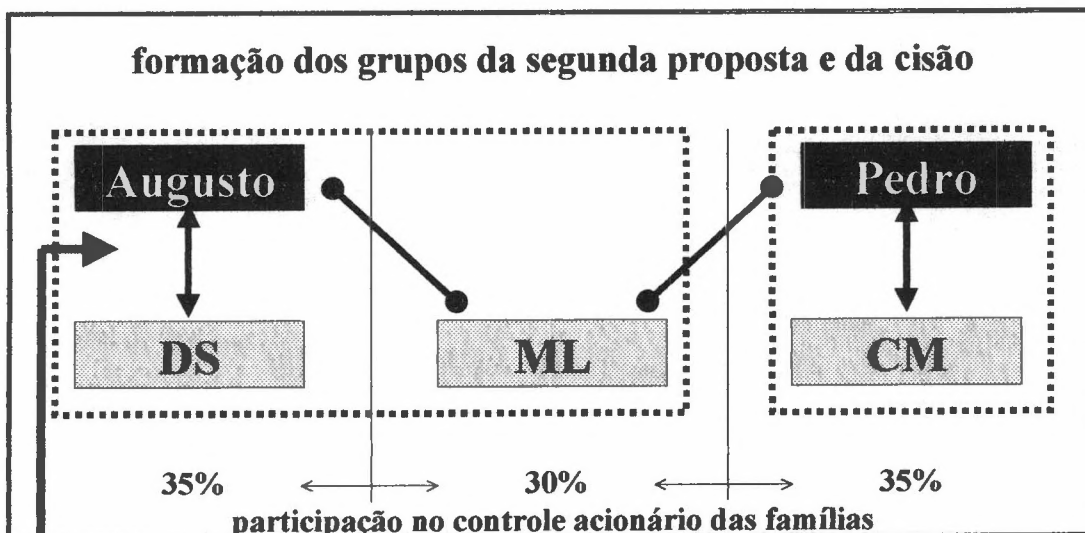 formação dos grupos da segunda proposta e da cisão
Augusto Pedro
DS ML CM
35% 30% 35%
participação no controle acionário das famílias